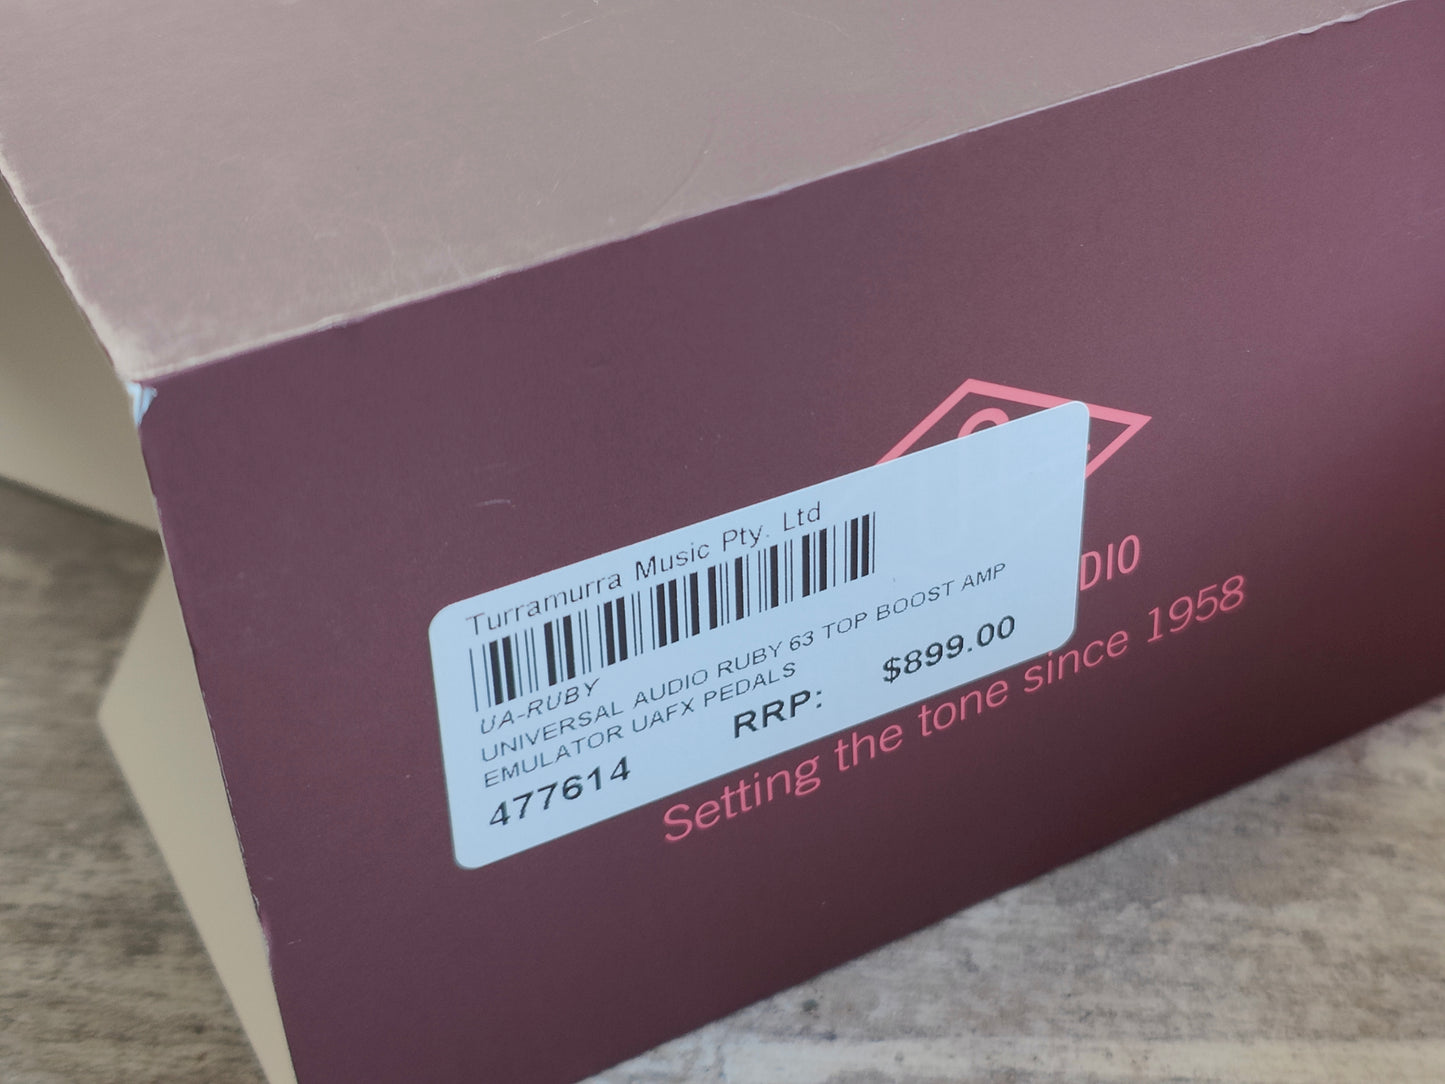 Turramurra Music Pty. Ltd
UA-RUBY
UNIVERSAL AUDIO RUBY 63 TOP BOOST AMP
EMULATOR UAFX PEDALS
477614
RRP: $899.00
DIO
Setting the tone since 1958